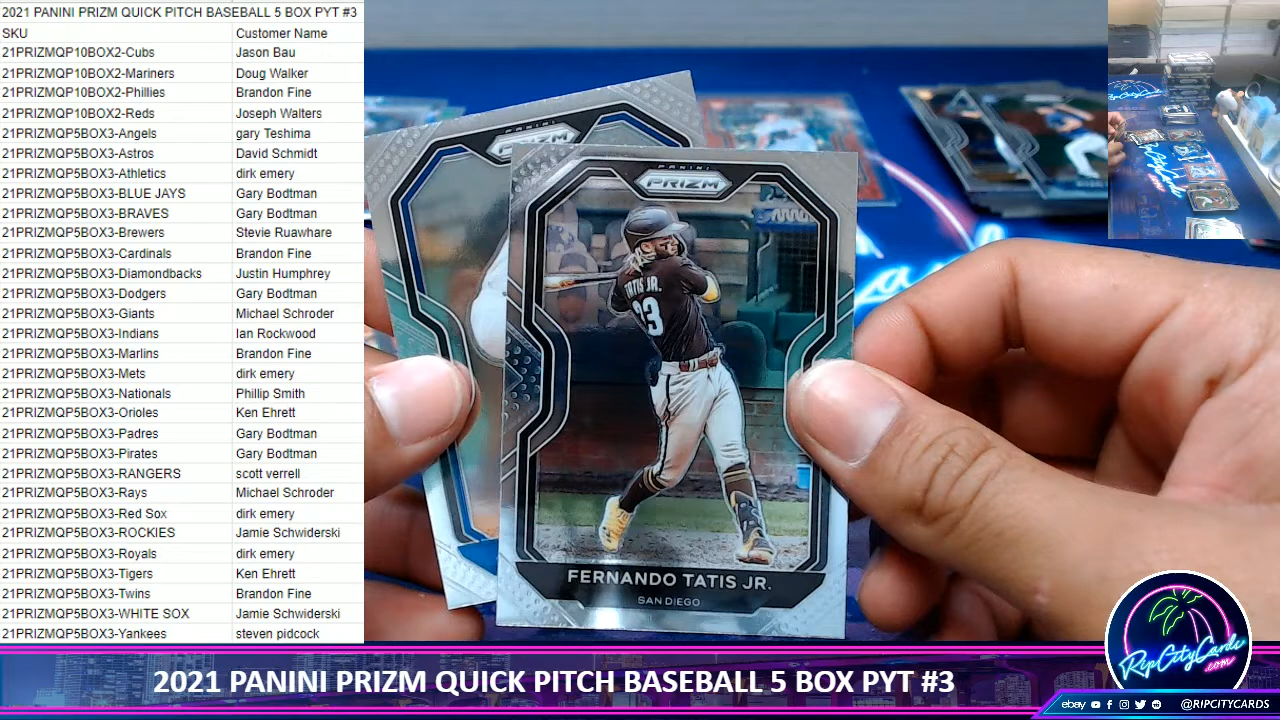 2021 PANINI PRIZM QUICK PITCH BASEBALL 5 BOX PYT #3
SKU Customer Name
21PRIZMQP10BOX2-Cubs Jason Bau
21PRIZMQP10BOX2-Mariners Doug Walker
21PRIZMQP10BOX2-Phillies Brandon Fine
21PRIZMQP10BOX2-Reds Joseph Walters
21PRIZMQP5BOX3-Angels gary Teshima
21PRIZMQP5BOX3-Astros David Schmidt
21PRIZMQP5BOX3-Athletics dirk emery
21PRIZMQP5BOX3-BLUE JAYS Gary Bodtman
21PRIZMQP5BOX3-BRAVES Gary Bodtman
21PRIZMQP5BOX3-Brewers Stevie Ruawhare
21PRIZMQP5BOX3-Cardinals Brandon Fine
21PRIZMQP5BOX3-Diamondbacks Justin Humphrey
21PRIZMQP5BOX3-Dodgers Gary Bodtman
21PRIZMQP5BOX3-Giants Michael Schroder
21PRIZMQP5BOX3-Indians Ian Rockwood
21PRIZMQP5BOX3-Marlins Brandon Fine
21PRIZMQP5BOX3-Mets dirk emery
21PRIZMQP5BOX3-Nationals Phillip Smith
21PRIZMQP5BOX3-Orioles Ken Ehrett
21PRIZMQP5BOX3-Padres Gary Bodtman
21PRIZMQP5BOX3-Pirates Gary Bodtman
21PRIZMQP5BOX3-RANGERS scott verrell
21PRIZMQP5BOX3-Rays Michael Schroder
21PRIZMQP5BOX3-Red Sox dirk emery
21PRIZMQP5BOX3-ROCKIES Jamie Schwiderski
21PRIZMQP5BOX3-Royals dirk emery
21PRIZMQP5BOX3-Tigers Ken Ehrett
21PRIZMQP5BOX3-Twins Brandon Fine
21PRIZMQP5BOX3-WHITE SOX Jamie Schwiderski
21PRIZMQP5BOX3-Yankees steven pidcock
PANINI
PRIZM
PANINI
PRIZM
TATIS JR.
23
FERNANDO TATIS JR.
SAN DIEGO
RipCityCards
.com
2021 PANINI PRIZM QUICK PITCH BASEBALL 5 BOX PYT #3
ebay @RIPCITYCARDS